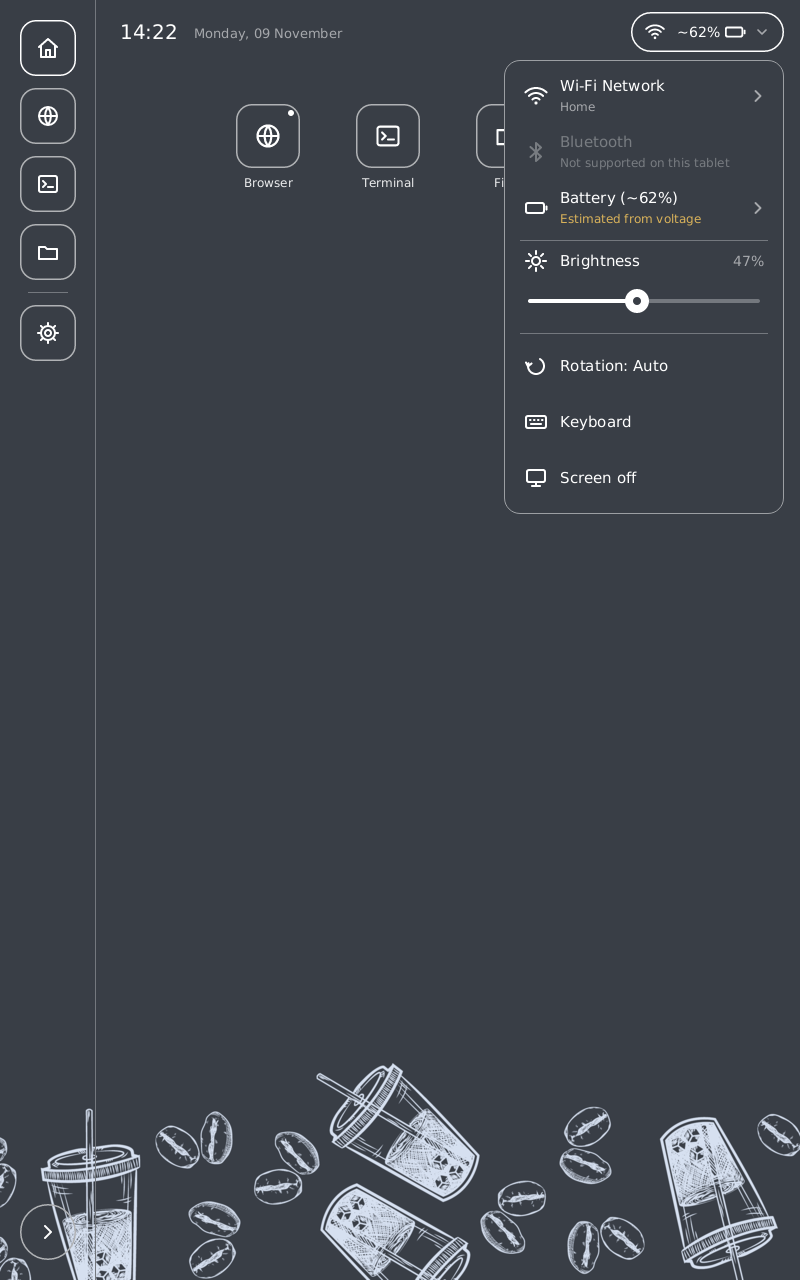 14:22 Monday, 09 November
~62%
Browser
Terminal
Wi-Fi Network
Home
Bluetooth
Not supported on this tablet
Battery (~62%)
Estimated from voltage
Brightness 47%
Rotation: Auto
Keyboard
Screen off